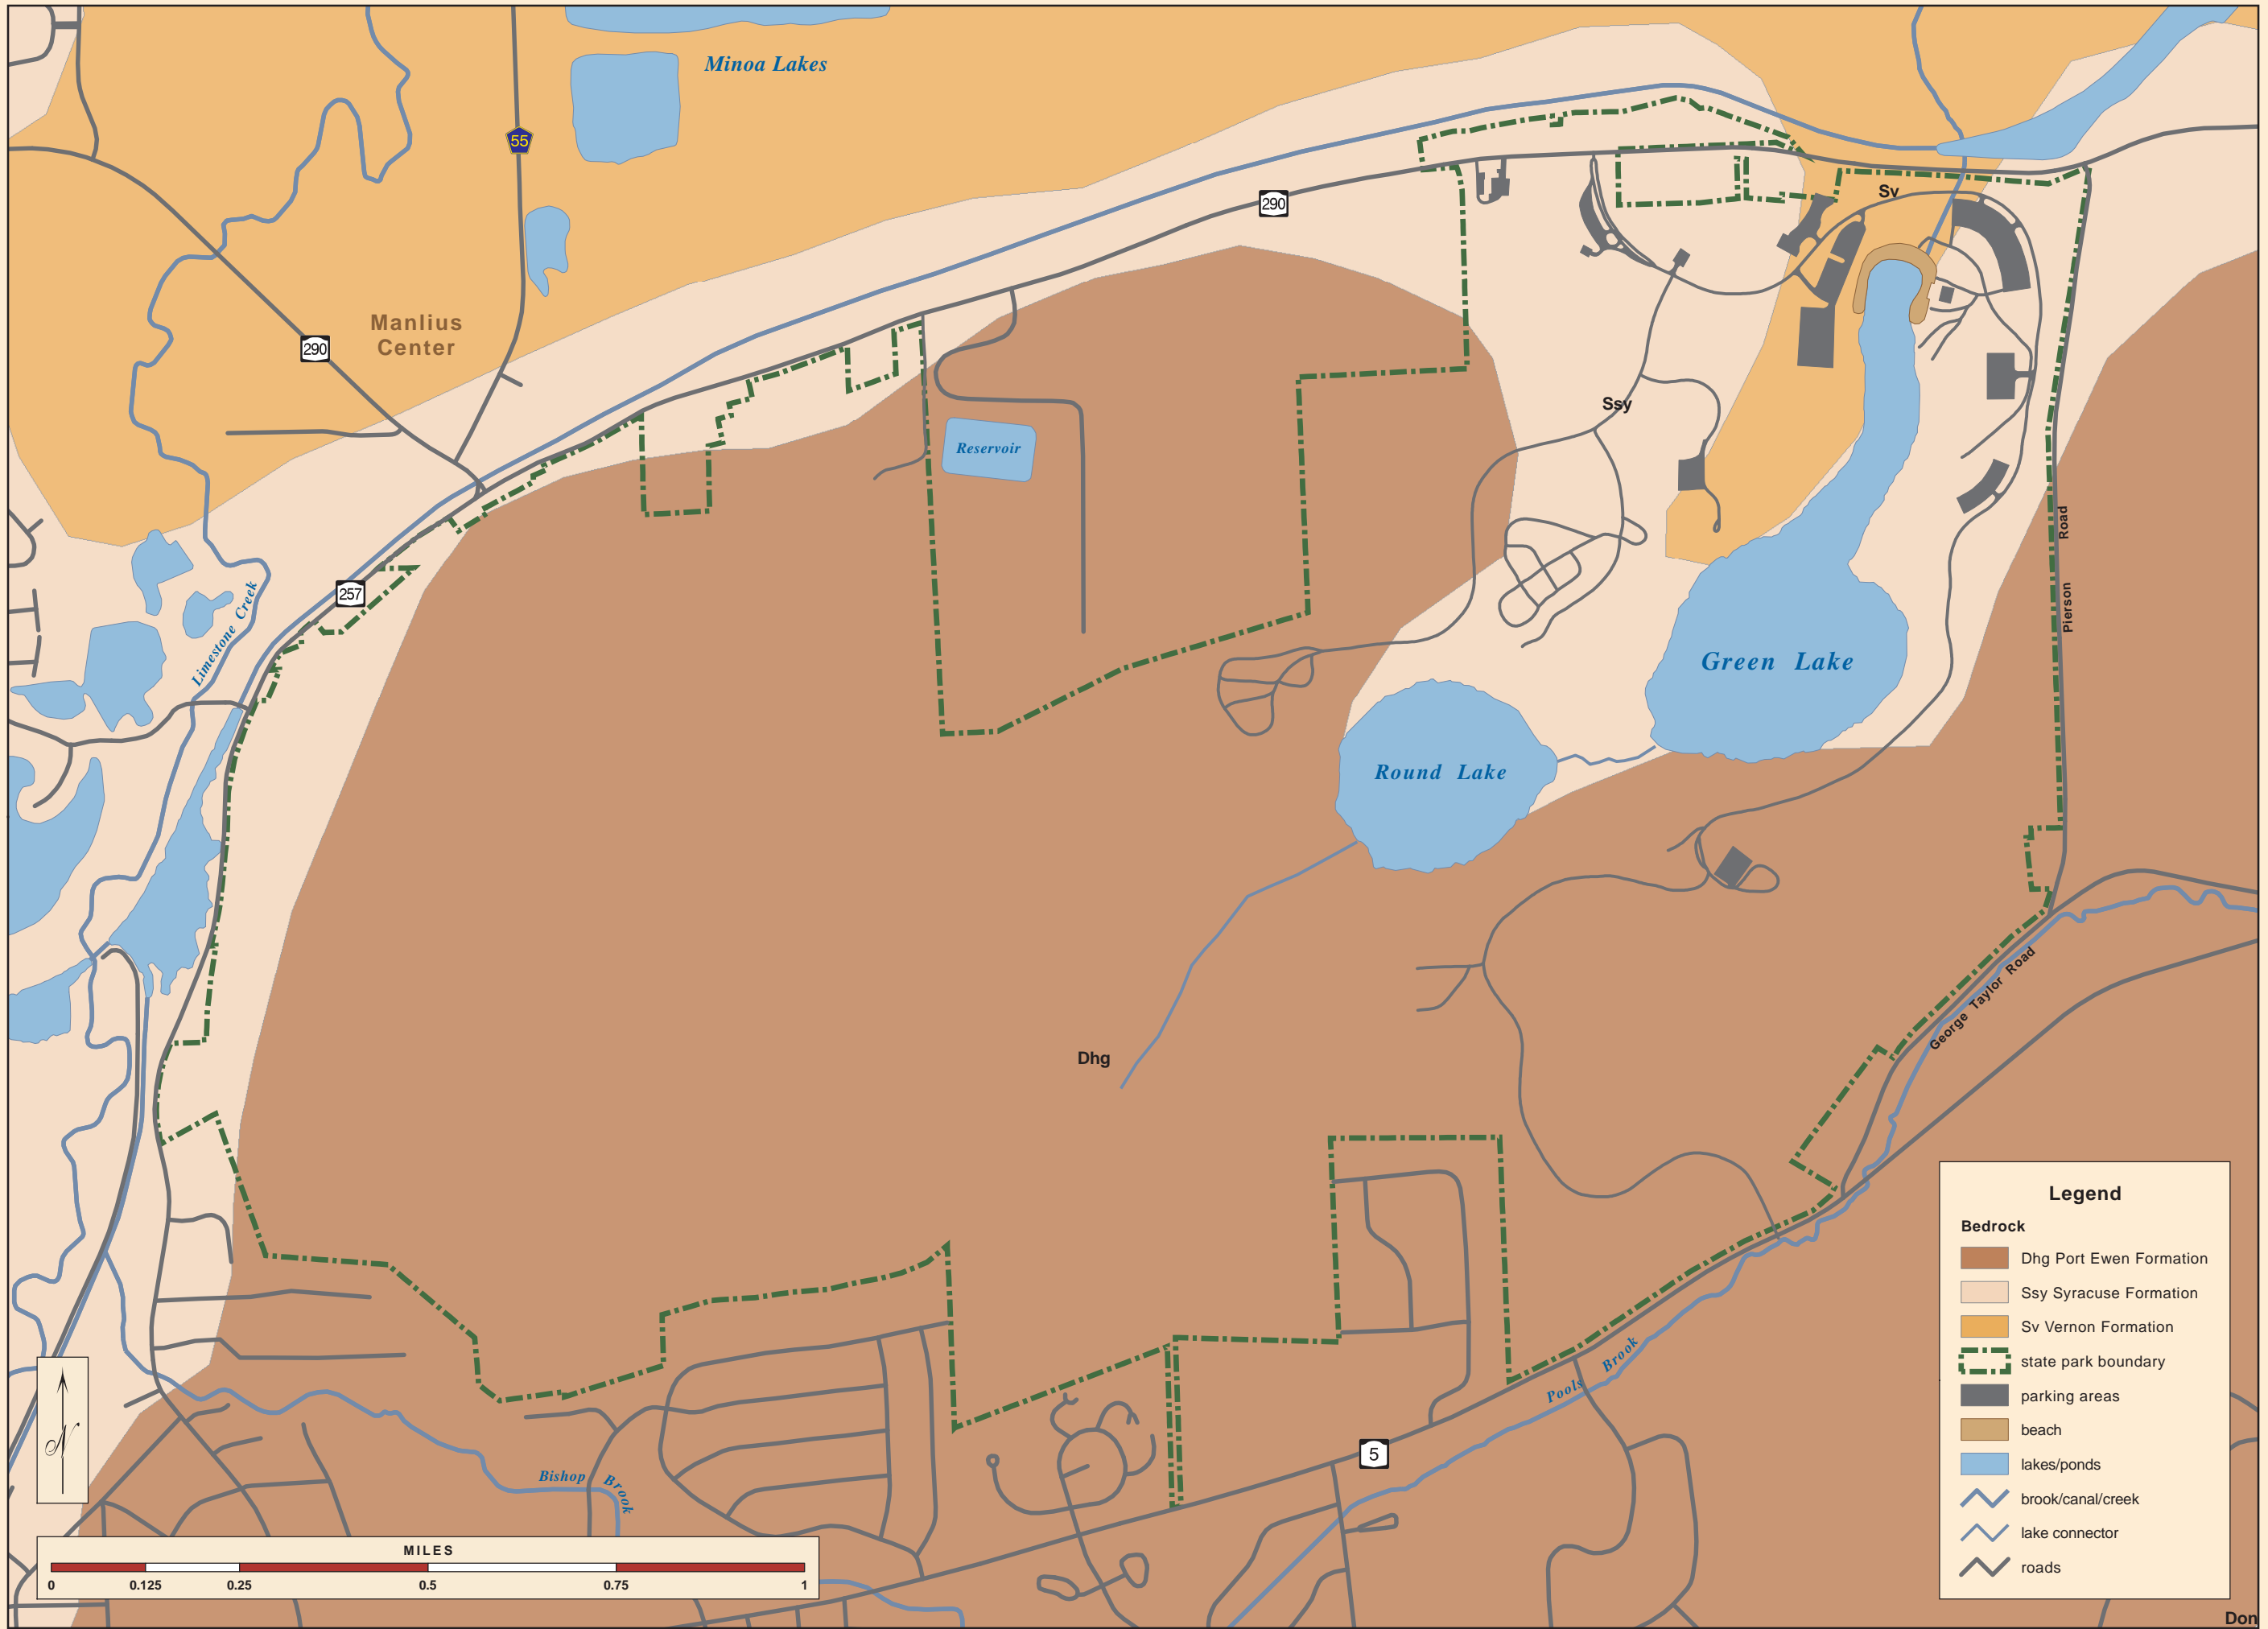 Minoa Lakes
55
290
Sv
290
Manlius
Center
Ssy
Reservoir
Road
Pierson
257
Limestone Creek
Green Lake
Round Lake
George Taylor Road
Dhg
Pools Brook
5
Bishop Brook
N
MILES
0 0.125 0.25 0.5 0.75 1
Legend
Bedrock
Dhg Port Ewen Formation
Ssy Syracuse Formation
Sv Vernon Formation
state park boundary
parking areas
beach
lakes/ponds
brook/canal/creek
lake connector
roads
Don